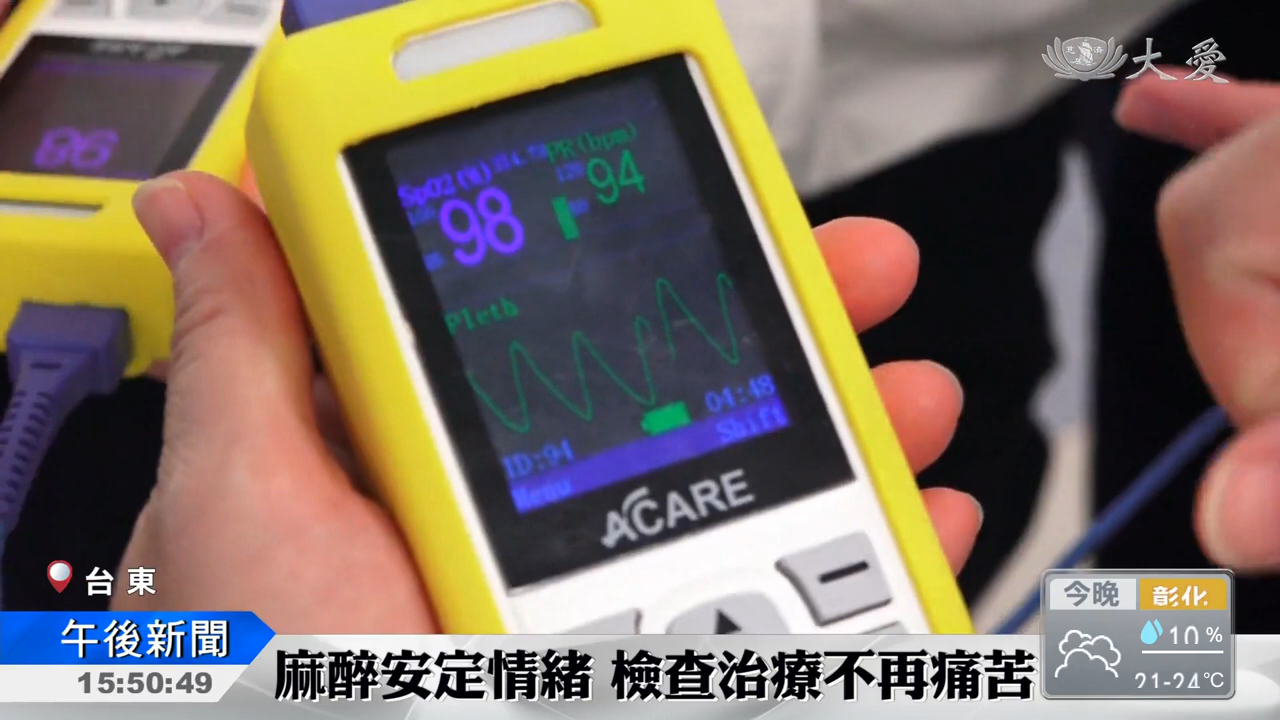 大愛
86
SpO2(%)
PR(bpm)
98
94
Pleth
04:48
ID:94
Shift
Menu
ACARE
台東
午後新聞
15:50:49
麻醉安定情緒 檢查治療不再痛苦
今晚 彰化
10 %
21-24°C